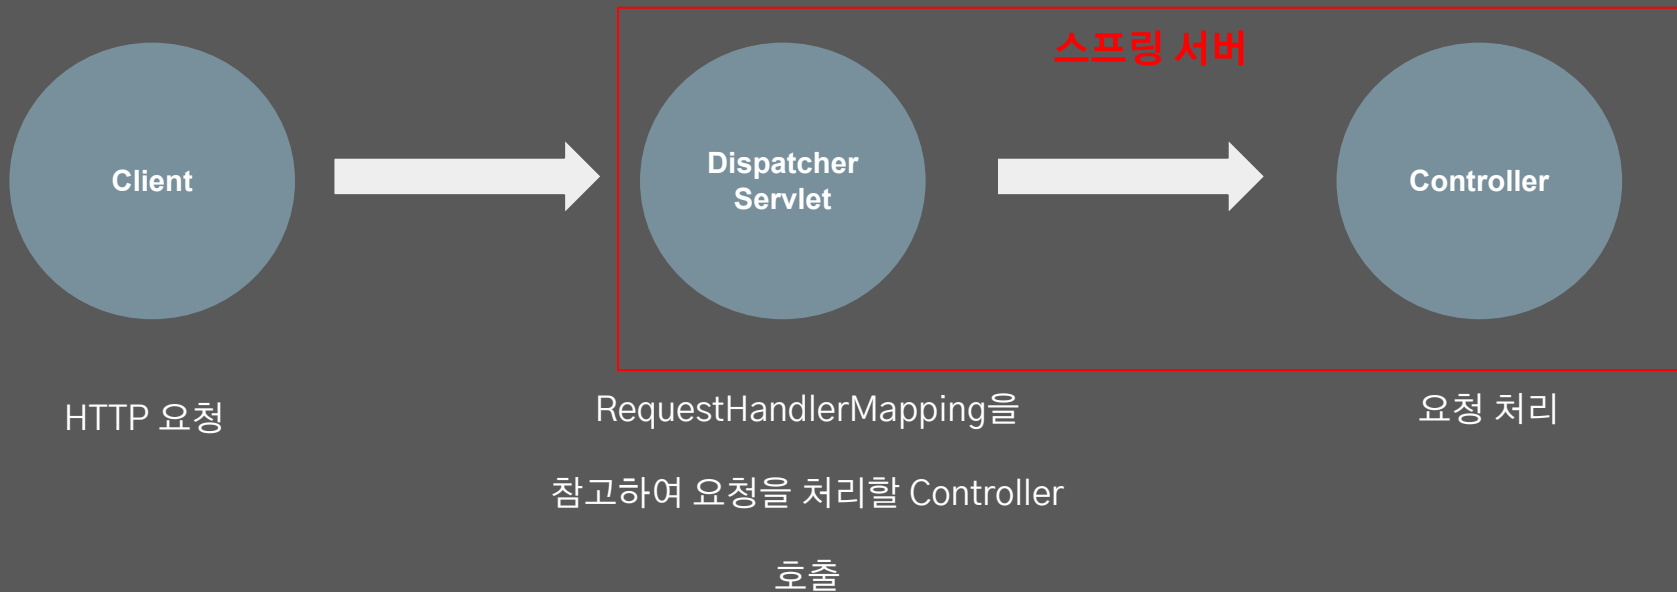 스프링 서버
Client
Dispatcher
Servlet
Controller
HTTP 요청
RequestHandlerMapping을
참고하여 요청을 처리할 Controller
호출
요청 처리